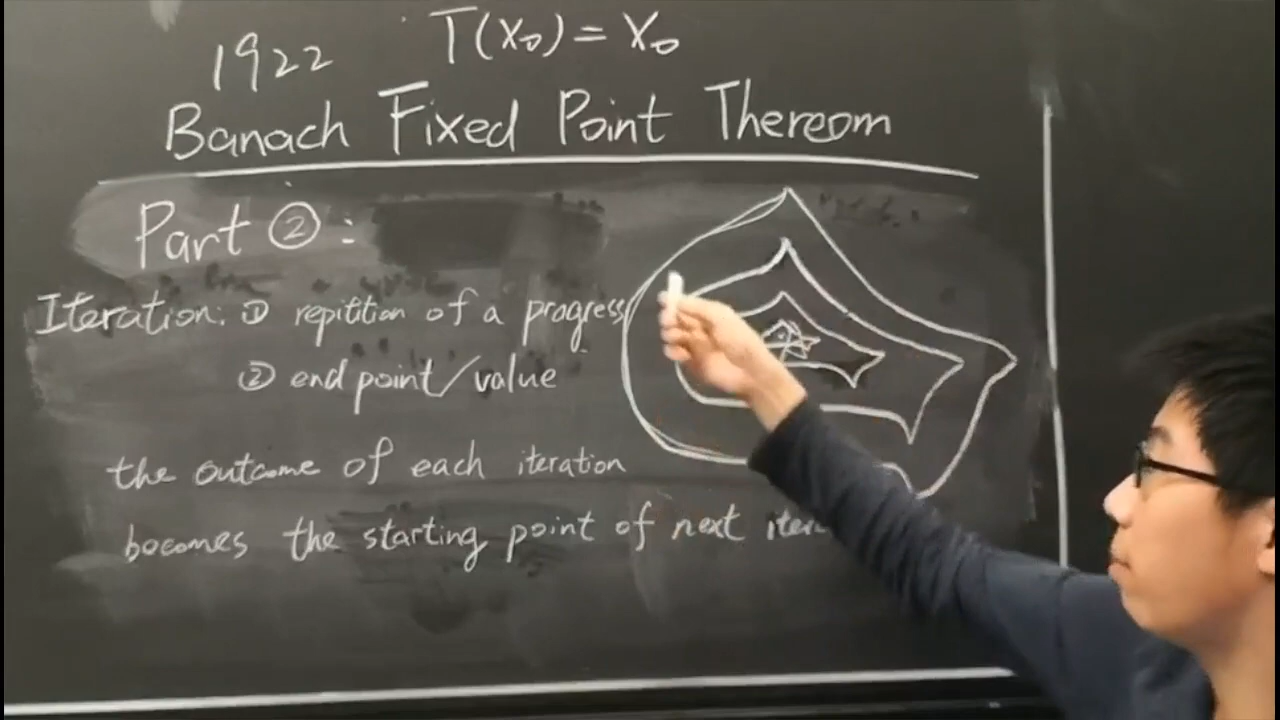 1922 T(x₀) = x₀
Banach Fixed Point Thereom
Part ②:
Iteration: ① repitition of a progress
② end point/value
the outcome of each iteration
bocomes the starting point of next